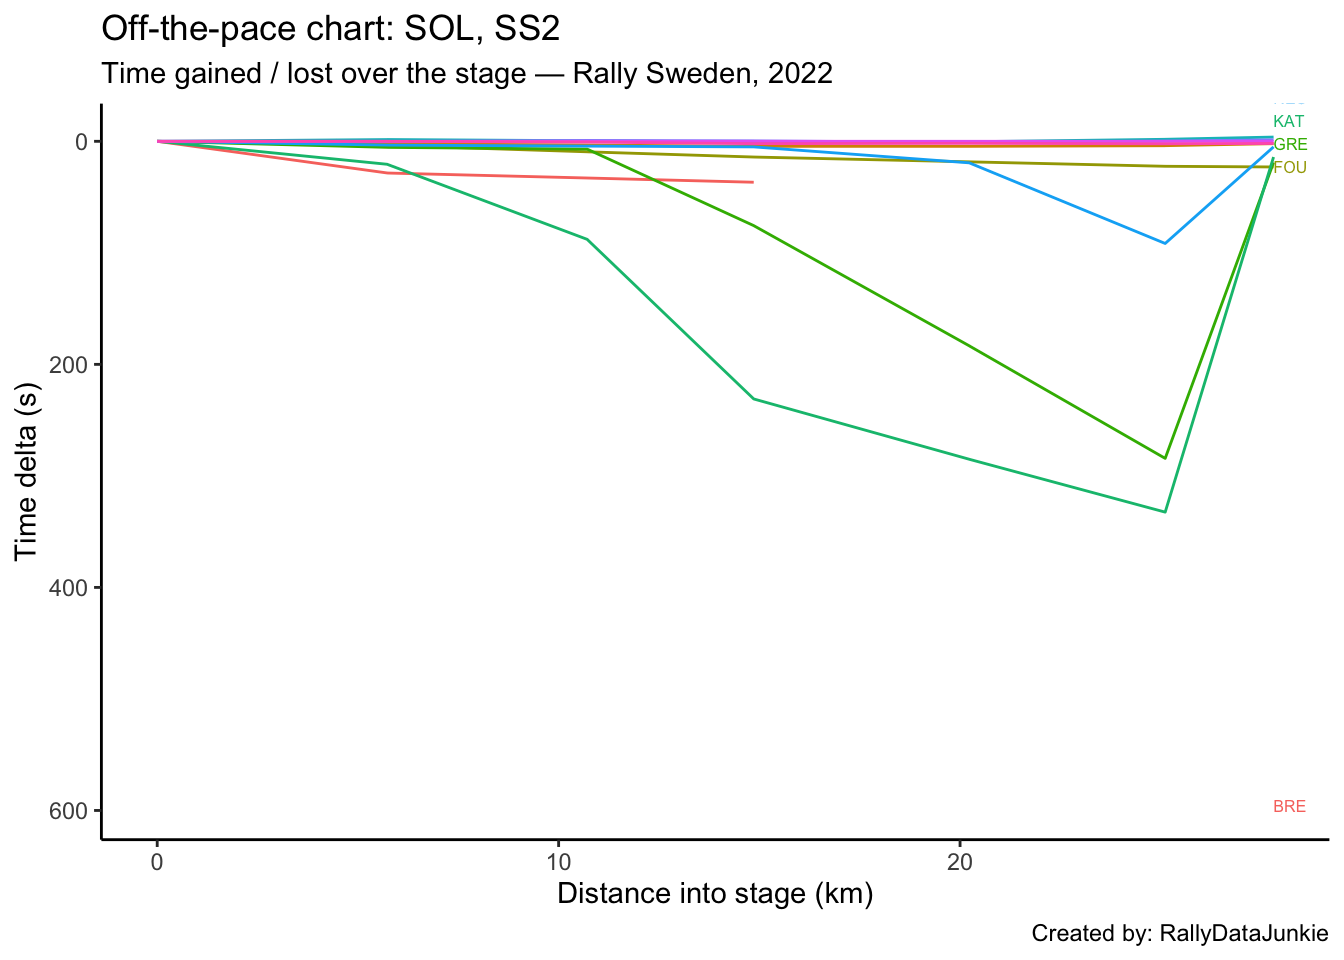 Off-the-pace chart: SOL, SS2
Time gained / lost over the stage — Rally Sweden, 2022
KAT
0
GRE
FOU
200
Time delta (s)
400
600
BRE
0 10 20
Distance into stage (km)
Created by: RallyDataJunkie